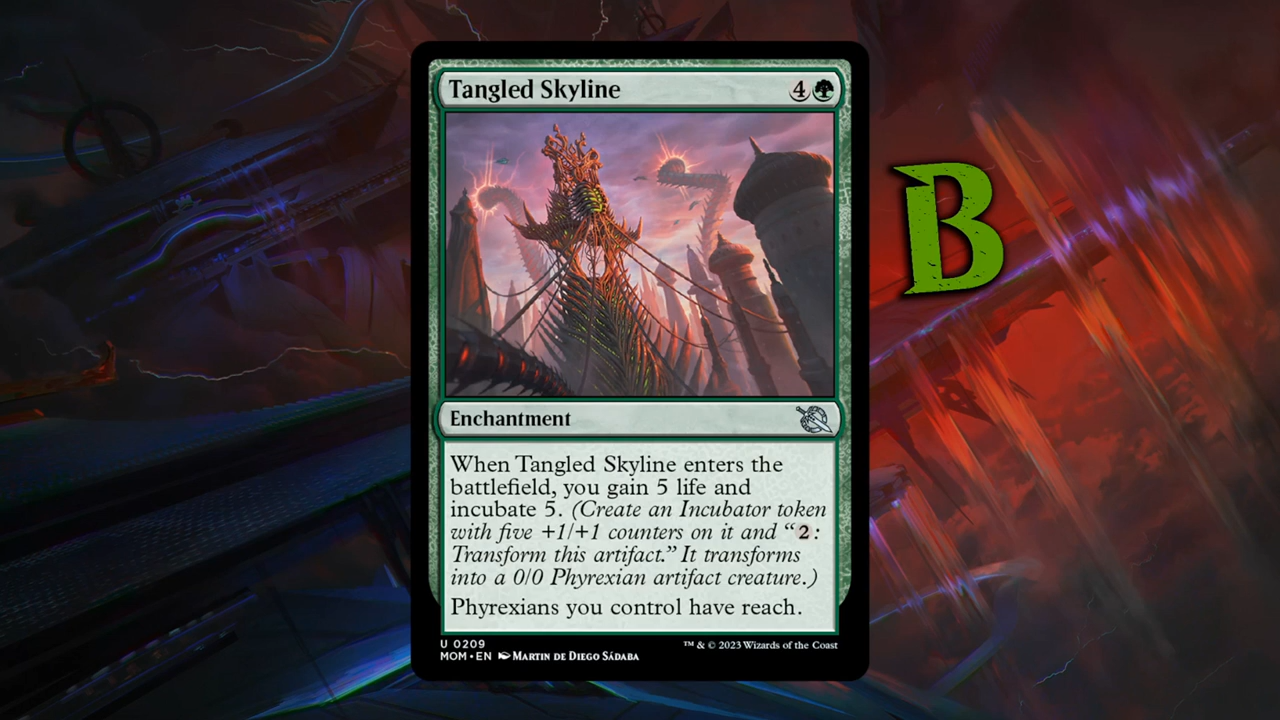 Tangled Skyline 4
B
Enchantment
When Tangled Skyline enters the
battlefield, you gain 5 life and
incubate 5. (Create an Incubator token
with five +1/+1 counters on it and “2:
Transform this artifact.” It transforms
into a 0/0 Phyrexian artifact creature.)
Phyrexians you control have reach.
U 0209
MOM • EN MARTIN DE DIEGO SÁDABA
™ & © 2023 Wizards of the Coast